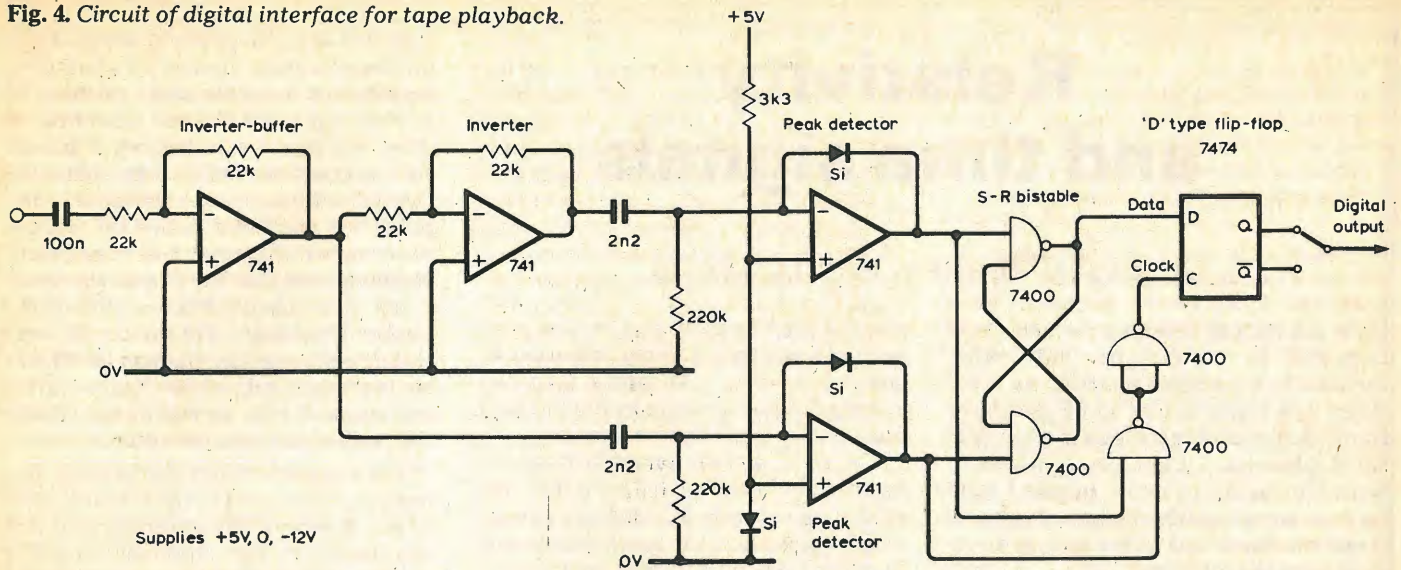 Fig. 4. Circuit of digital interface for tape playback.
+5V
3k3
Inverter-buffer
22k
Inverter
22k
Peak detector
Si
'D' type flip-flop
7474
S-R bistable
Data
D
Q
Digital
output
Clock
C
Q̅
100n
22k
−
+
741
22k
−
+
741
2n2
−
+
741
7400
220k
7400
0V
Si
2n2
−
+
741
7400
7400
220k
Si
Peak
detector
Supplies +5V, 0, -12V
0V